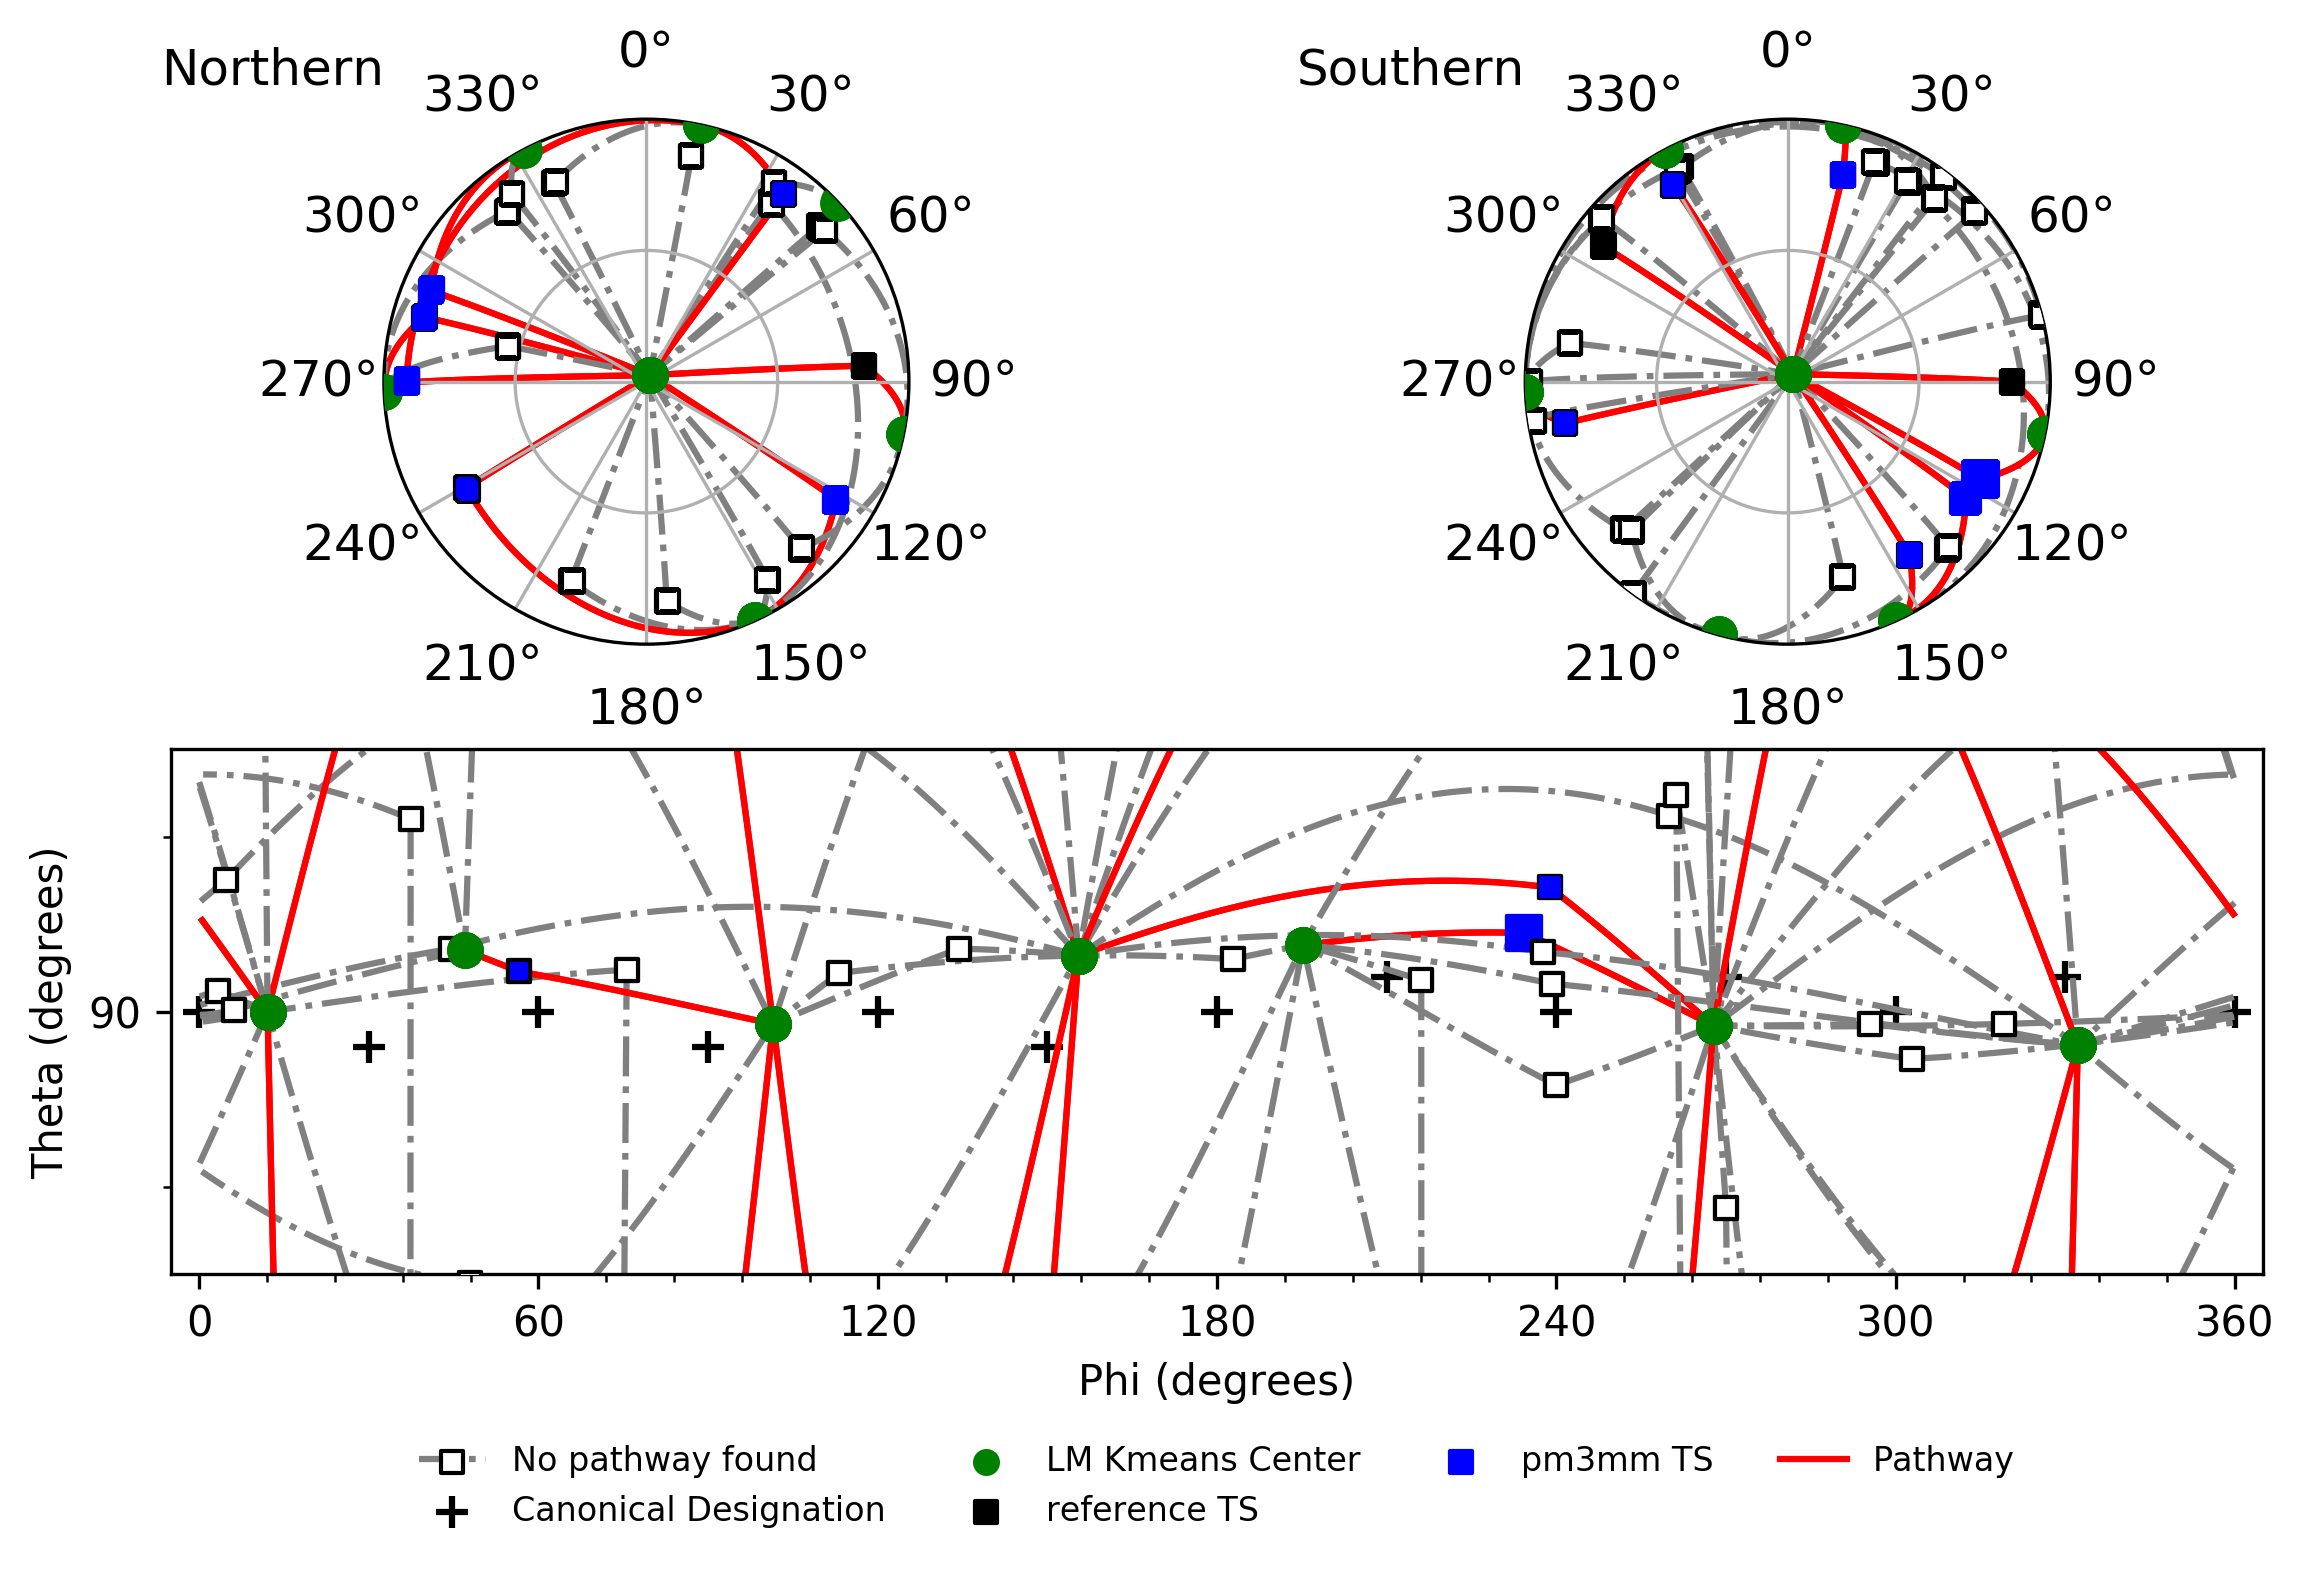 Northern
0°
330°
30°
300°
60°
270°
90°
240°
120°
210°
150°
180°
Southern
0°
330°
30°
300°
60°
270°
90°
240°
120°
210°
150°
180°
Theta (degrees)
90
0 60 120 180 240 300 360
Phi (degrees)
No pathway found
LM Kmeans Center
pm3mm TS
Pathway
Canonical Designation
reference TS